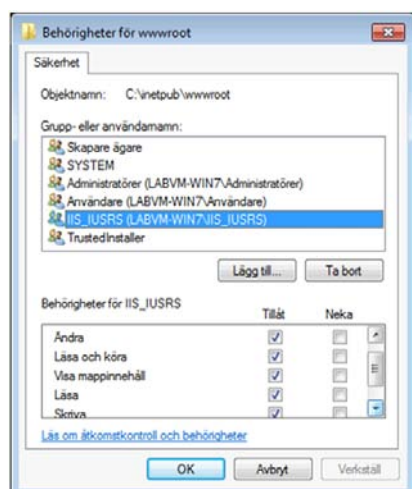 Behörigheter för wwwroot
Säkerhet
Objektnamn: C:\inetpub\wwwroot
Grupp- eller användarnamn:
Skapare ägare
SYSTEM
Administratörer (LABVM-WIN7\Administratörer)
Användare (LABVM-WIN7\Användare)
IIS_IUSRS (LABVM-WIN7\IIS_IUSRS)
TrustedInstaller
Lägg till... Ta bort
Behörigheter för IIS_IUSRS Tillåt Neka
Ändra
Läsa och köra
Visa mappinnehåll
Läsa
Skriva
Läs om åtkomstkontroll och behörigheter
OK Avbryt Verkställ